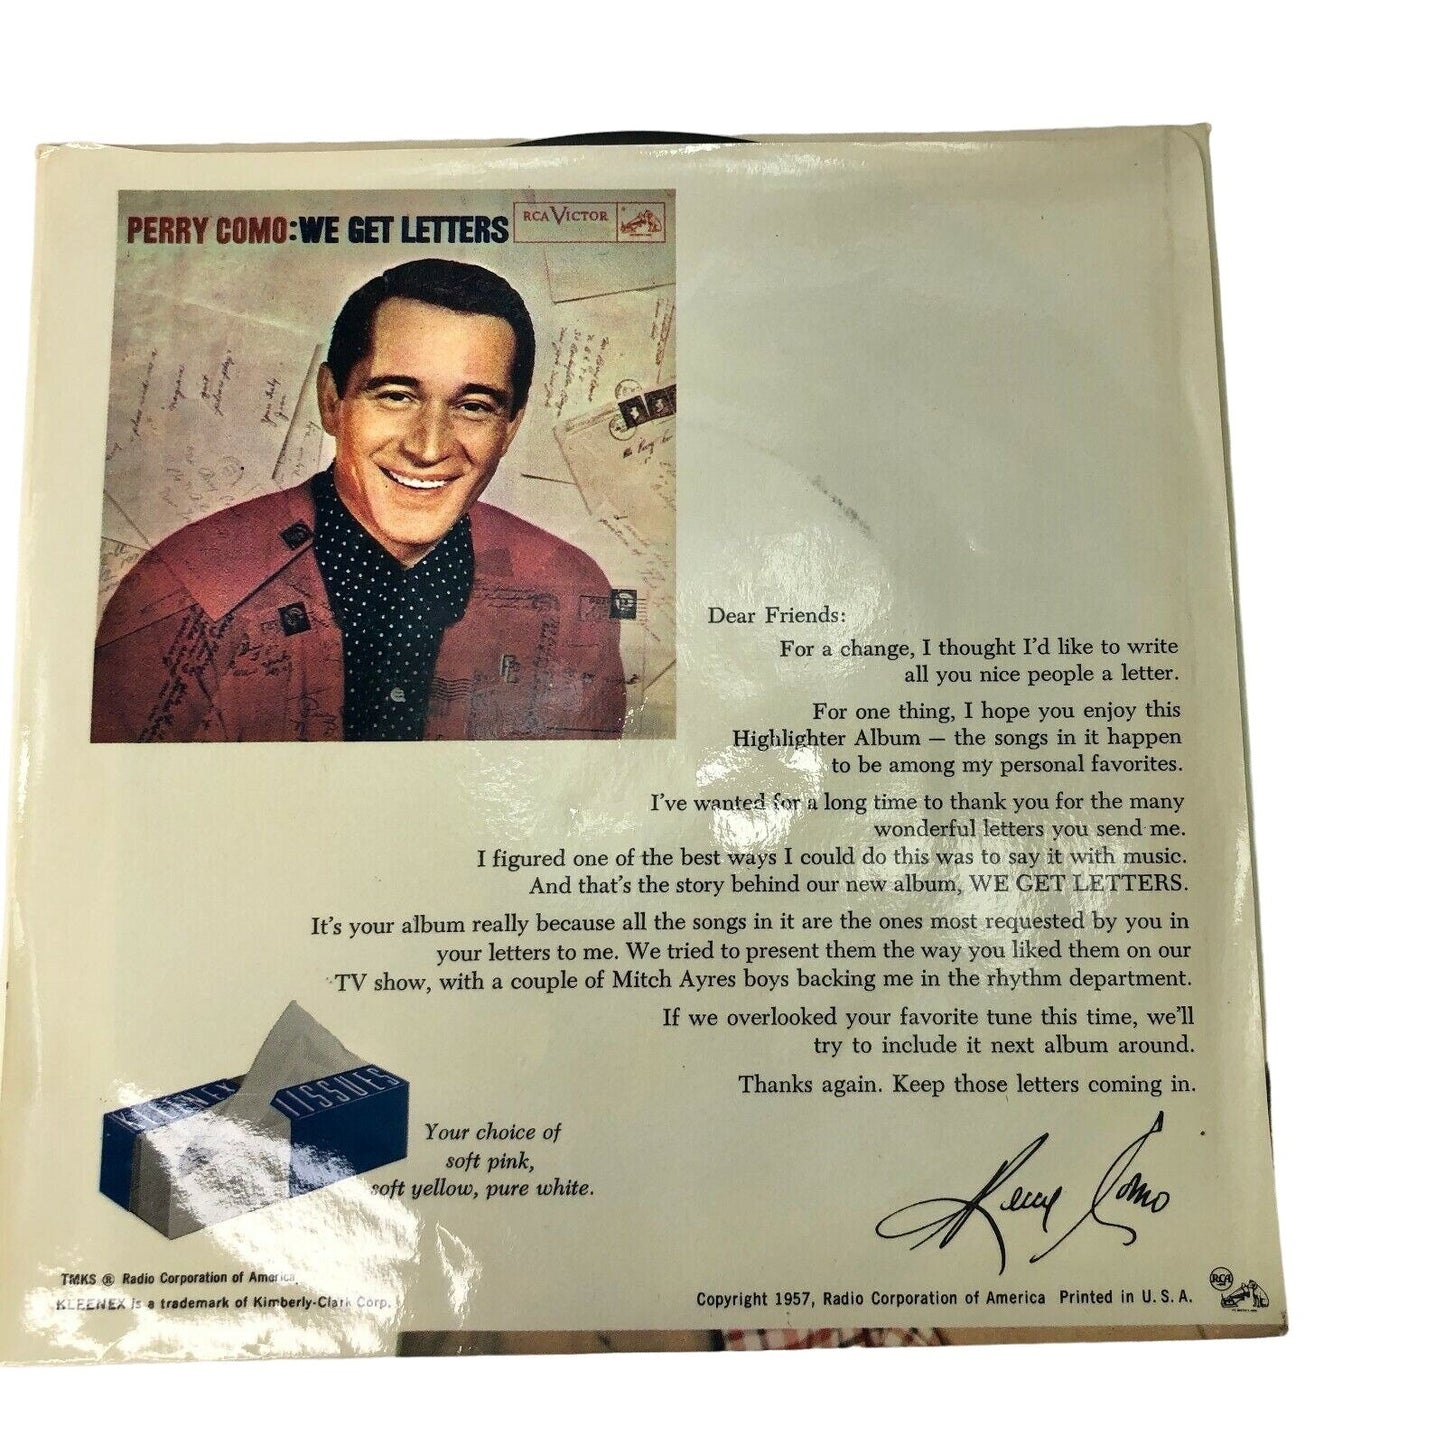 PERRY COMO:WE GET LETTERS
RCA VICTOR
Dear Friends:
For a change, I thought I'd like to write
all you nice people a letter.
For one thing, I hope you enjoy this
Highlighter Album — the songs in it happen
to be among my personal favorites.
I've wanted for a long time to thank you for the many
wonderful letters you send me.
I figured one of the best ways I could do this was to say it with music.
And that's the story behind our new album, WE GET LETTERS.
It's your album really because all the songs in it are the ones most requested by you in
your letters to me. We tried to present them the way you liked them on our
TV show, with a couple of Mitch Ayres boys backing me in the rhythm department.
If we overlooked your favorite tune this time, we'll
try to include it next album around.
Thanks again. Keep those letters coming in.
Perry Como
KLEENEX TISSUES
Your choice of
soft pink,
soft yellow, pure white.
TMKS ® Radio Corporation of America
KLEENEX is a trademark of Kimberly-Clark Corp.
Copyright 1957, Radio Corporation of America Printed in U. S. A.
RCA